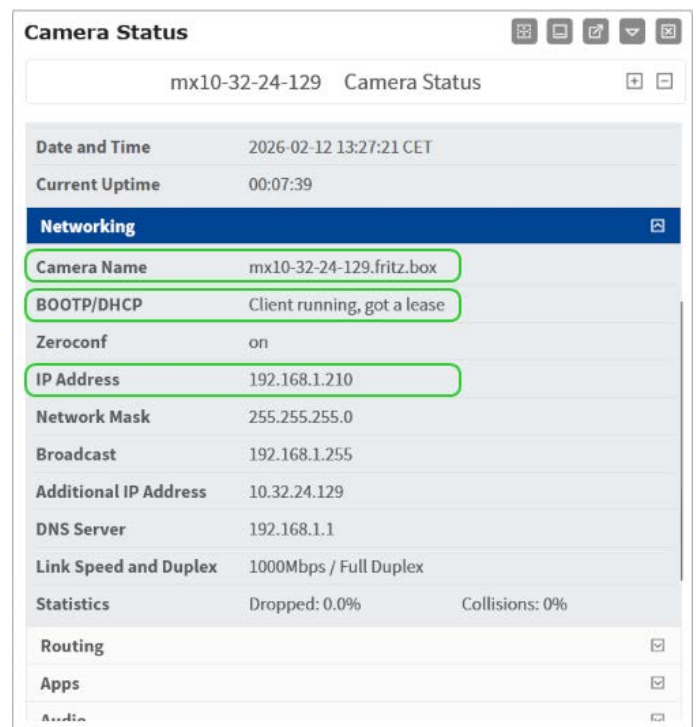 Camera Status
mx10-32-24-129 Camera Status
Date and Time 2026-02-12 13:27:21 CET
Current Uptime 00:07:39
Networking
Camera Name mx10-32-24-129.fritz.box
BOOTP/DHCP Client running, got a lease
Zeroconf on
IP Address 192.168.1.210
Network Mask 255.255.255.0
Broadcast 192.168.1.255
Additional IP Address 10.32.24.129
DNS Server 192.168.1.1
Link Speed and Duplex 1000Mbps / Full Duplex
Statistics Dropped: 0.0% Collisions: 0%
Routing
Apps
Audio